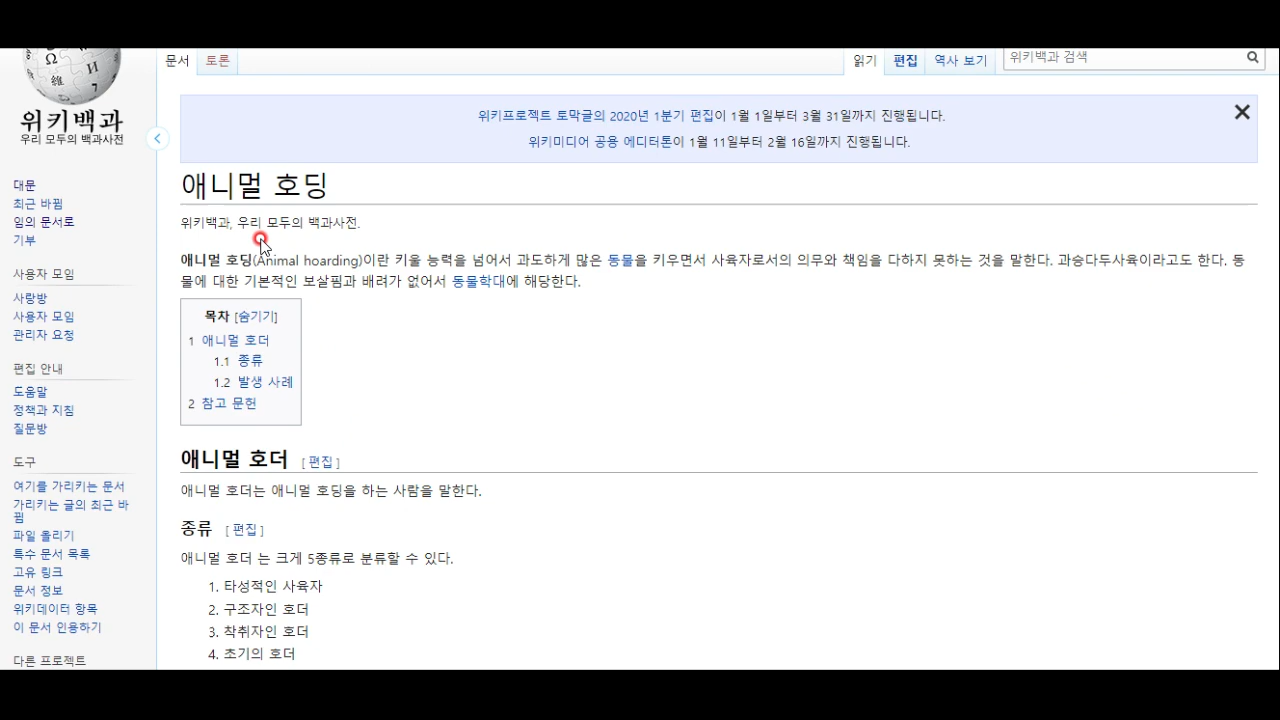 위키백과
우리 모두의 백과사전
문서
토론
읽기
편집
역사 보기
위키백과 검색
위키프로젝트 토막글의 2020년 1분기 편집이 1월 1일부터 3월 31일까지 진행됩니다.
위키미디어 공용 에디터톤이 1월 11일부터 2월 16일까지 진행됩니다.
대문
최근 바뀜
임의 문서로
기부
사용자 모임
사랑방
사용자 모임
관리자 요청
편집 안내
도움말
정책과 지침
질문방
도구
여기를 가리키는 문서
가리키는 글의 최근 바
뀜
파일 올리기
특수 문서 목록
고유 링크
문서 정보
위키데이터 항목
이 문서 인용하기
다른 프로젝트
애니멀 호딩
위키백과, 우리 모두의 백과사전.
애니멀 호딩(Animal hoarding)이란 키울 능력을 넘어서 과도하게 많은 동물을 키우면서 사육자로서의 의무와 책임을 다하지 못하는 것을 말한다. 과승다두사육이라고도 한다. 동
물에 대한 기본적인 보살핌과 배려가 없어서 동물학대에 해당한다.
목차 [숨기기]
1 애니멀 호더
1.1 종류
1.2 발생 사례
2 참고 문헌
애니멀 호더 [편집]
애니멀 호더는 애니멀 호딩을 하는 사람을 말한다.
종류 [편집]
애니멀 호더 는 크게 5종류로 분류할 수 있다.
1. 타성적인 사육자
2. 구조자인 호더
3. 착취자인 호더
4. 초기의 호더